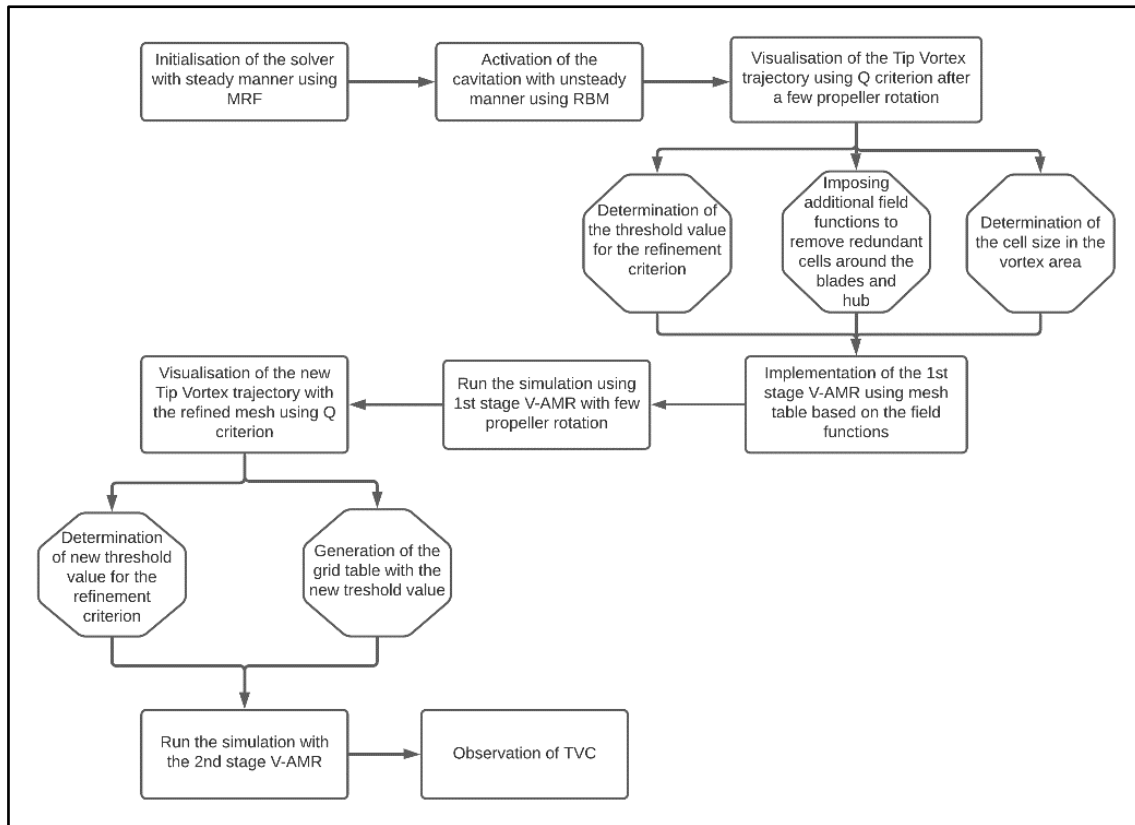 Initialisation of the solver
with steady manner using
MRF
Activation of the
cavitation with unsteady
manner using RBM
Visualisation of the Tip Vortex
trajectory using Q criterion after
a few propeller rotation
Determination of
the threshold value
for the refinement
criterion
Imposing
additional field
functions to
remove redundant
cells around the
blades and
hub
Determination of
the cell size in the
vortex area
Visualisation of the new
Tip Vortex trajectory with
the refined mesh using Q
criterion
Run the simulation using
1st stage V-AMR with few
propeller rotation
Implementation of the 1st
stage V-AMR using mesh
table based on the field
functions
Determination
of new threshold
value for the
refinement
criterion
Generation of the
grid table with the
new treshold value
Run the simulation with
the 2nd stage V-AMR
Observation of TVC